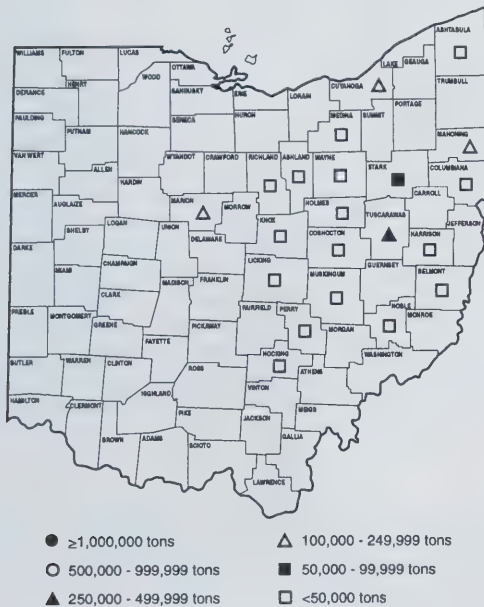 ASHTABULA
WILLIAMS
FULTON
LUCAS
OTTAWA
LAKE
GEAUGA
CUYAHOGA
TRUMBULL
WOOD
HENRY
DEFIANCE
SANDUSKY
ERIE
LORAIN
PORTAGE
SUMMIT
MEDINA
HURON
SENECA
PAULDING
PUTNAM
HANCOCK
MAHONING
VAN WERT
WYANDOT
CRAWFORD
RICHLAND
ASHLAND
WAYNE
STARK
COLUMBIANA
ALLEN
HARDIN
CARROLL
MERCER
AUGLAIZE
MARION
MORROW
HOLMES
TUSCARAWAS
JEFFERSON
KNOX
COSHOCTON
HARRISON
LOGAN
UNION
SHELBY
DELAWARE
DARKE
LICKING
GUERNSEY
BELMONT
CHAMPAIGN
MIAMI
MADISON
FRANKLIN
MUSKINGUM
CLARK
NOBLE
MONROE
PREBLE
MONTGOMERY
GREENE
FAIRFIELD
PERRY
PICKAWAY
MORGAN
WASHINGTON
FAYETTE
HOCKING
BUTLER
WARREN
CLINTON
ROSS
ATHENS
VINTON
HAMILTON
CLERMONT
HIGHLAND
PIKE
MEIGS
JACKSON
BROWN
ADAMS
SCIOTO
GALLIA
LAWRENCE
≥1,000,000 tons
500,000 - 999,999 tons
250,000 - 499,999 tons
100,000 - 249,999 tons
50,000 - 99,999 tons
<50,000 tons